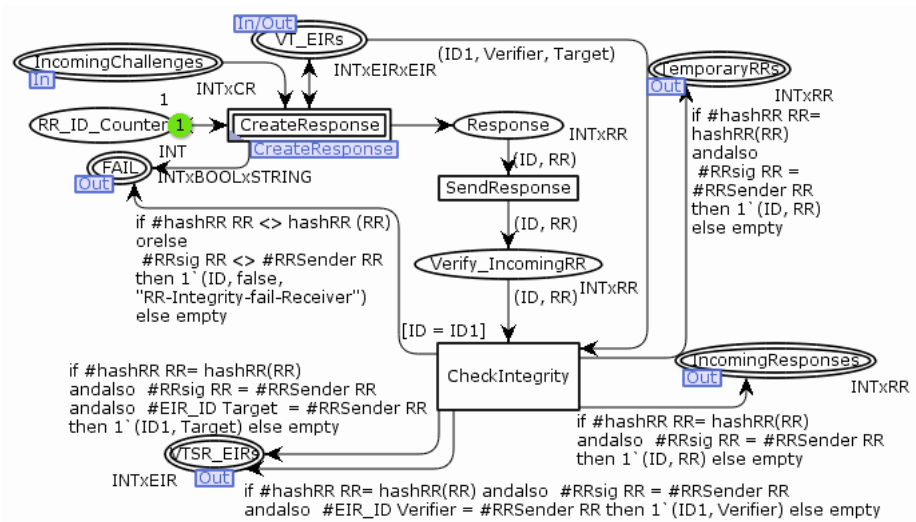 In/Out
VT_EIRs
(ID1, Verifier, Target)
IncomingChallenges
In
INTxEIRxEIR
TemporaryRRs
Out
INTxCR
INTxRR
1
RR_ID_Counter
1
CreateResponse
CreateResponse
Response
INTxRR
INT
if #hashRR RR=
hashRR(RR)
andalso
#RRsig RR =
#RRSender RR
then 1`(ID, RR)
else empty
FAIL
Out
INTxBOOLxSTRING
(ID, RR)
SendResponse
if #hashRR RR <> hashRR (RR)
orelse
#RRsig RR <> #RRSender RR
then 1`(ID, false,
"RR-Integrity-fail-Receiver")
else empty
(ID, RR)
Verify_IncomingRR
INTxRR
(ID, RR)
[ID = ID1]
CheckIntegrity
IncomingResponses
Out
INTxRR
if #hashRR RR= hashRR(RR)
andalso #RRsig RR = #RRSender RR
andalso #EIR_ID Target = #RRSender RR
then 1`(ID1, Target) else empty
if #hashRR RR= hashRR(RR)
andalso #RRsig RR = #RRSender RR
then 1`(ID, RR) else empty
VTSR_EIRs
Out
INTxEIR
if #hashRR RR= hashRR(RR) andalso #RRsig RR = #RRSender RR
andalso #EIR_ID Verifier = #RRSender RR then 1`(ID1, Verifier) else empty